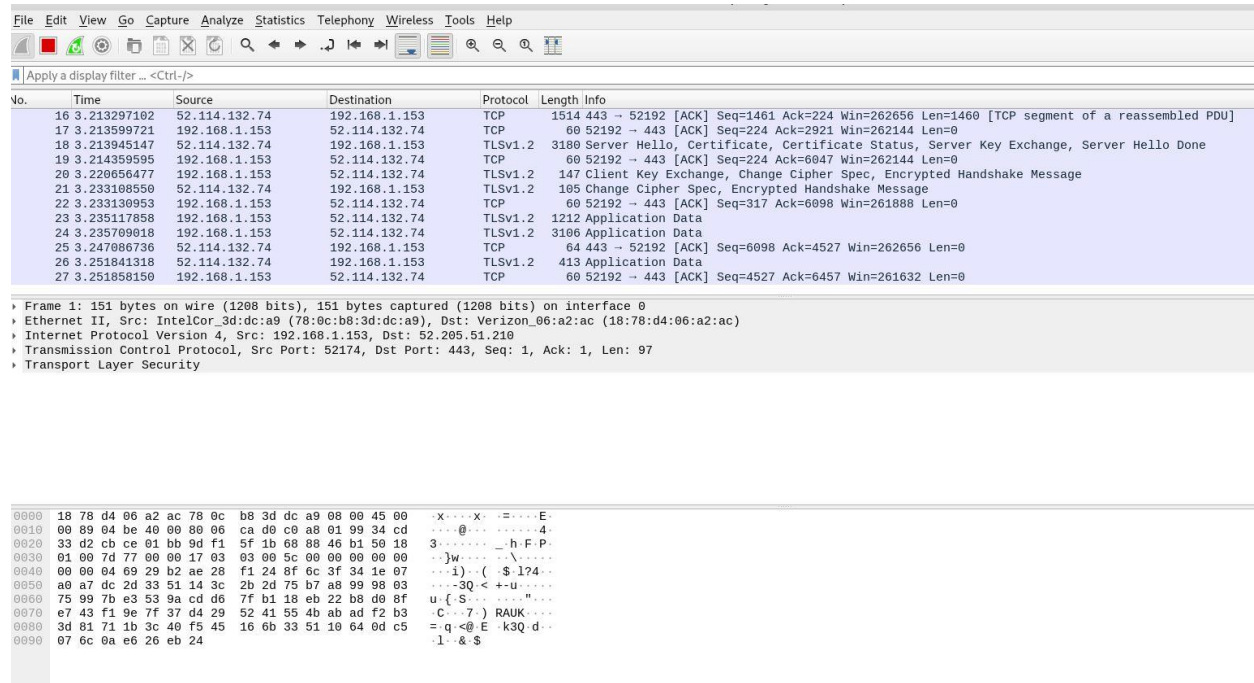 File Edit View Go Capture Analyze Statistics Telephony Wireless Tools Help
Apply a display filter ... <Ctrl-/>
No. Time Source Destination Protocol Length Info
16 3.213297102 52.114.132.74 192.168.1.153 TCP 1514 443 → 52192 [ACK] Seq=1461 Ack=224 Win=262656 Len=1460 [TCP segment of a reassembled PDU]
17 3.213599721 192.168.1.153 52.114.132.74 TCP 60 52192 → 443 [ACK] Seq=224 Ack=2921 Win=262144 Len=0
18 3.213945147 52.114.132.74 192.168.1.153 TLSv1.2 3180 Server Hello, Certificate, Certificate Status, Server Key Exchange, Server Hello Done
19 3.214359595 192.168.1.153 52.114.132.74 TCP 60 52192 → 443 [ACK] Seq=224 Ack=6047 Win=262144 Len=0
20 3.220656477 192.168.1.153 52.114.132.74 TLSv1.2 147 Client Key Exchange, Change Cipher Spec, Encrypted Handshake Message
21 3.233108550 52.114.132.74 192.168.1.153 TLSv1.2 105 Change Cipher Spec, Encrypted Handshake Message
22 3.233130953 192.168.1.153 52.114.132.74 TCP 60 52192 → 443 [ACK] Seq=317 Ack=6098 Win=261888 Len=0
23 3.235117858 192.168.1.153 52.114.132.74 TLSv1.2 1212 Application Data
24 3.235709018 192.168.1.153 52.114.132.74 TLSv1.2 3106 Application Data
25 3.247086736 52.114.132.74 192.168.1.153 TCP 64 443 → 52192 [ACK] Seq=6098 Ack=4527 Win=262656 Len=0
26 3.251841318 52.114.132.74 192.168.1.153 TLSv1.2 413 Application Data
27 3.251858150 192.168.1.153 52.114.132.74 TCP 60 52192 → 443 [ACK] Seq=4527 Ack=6457 Win=261632 Len=0
Frame 1: 151 bytes on wire (1208 bits), 151 bytes captured (1208 bits) on interface 0
Ethernet II, Src: IntelCor_3d:dc:a9 (78:0c:b8:3d:dc:a9), Dst: Verizon_06:a2:ac (18:78:d4:06:a2:ac)
Internet Protocol Version 4, Src: 192.168.1.153, Dst: 52.205.51.210
Transmission Control Protocol, Src Port: 52174, Dst Port: 443, Seq: 1, Ack: 1, Len: 97
Transport Layer Security
0000 18 78 d4 06 a2 ac 78 0c b8 3d dc a9 08 00 45 00 ·x····x· ·=····E·
0010 00 89 04 be 40 00 80 06 ca d0 c0 a8 01 99 34 cd ····@··· ······4·
0020 33 d2 cb ce 01 bb 9d f1 5f 1b 68 88 46 b1 50 18 3······· _·h·F·P·
0030 01 00 7d 77 00 00 17 03 03 00 5c 00 00 00 00 00 ··}w···· ··\·····
0040 00 00 04 69 29 b2 ae 28 f1 24 8f 6c 3f 34 1e 07 ···i)··( ·$·l?4··
0050 a0 a7 dc 2d 33 51 14 3c 2b 2d 75 b7 a8 99 98 03 ···-3Q·< +-u·····
0060 75 99 7b e3 53 9a cd d6 7f b1 18 eb 22 b8 d0 8f u·{·S··· ····"···
0070 e7 43 f1 9e 7f 37 d4 29 52 41 55 4b ab ad f2 b3 ·C···7·) RAUK····
0080 3d 81 71 1b 3c 40 f5 45 16 6b 33 51 10 64 0d c5 =·q·<@·E ·k3Q·d··
0090 07 6c 0a e6 26 eb 24 ·l··&·$